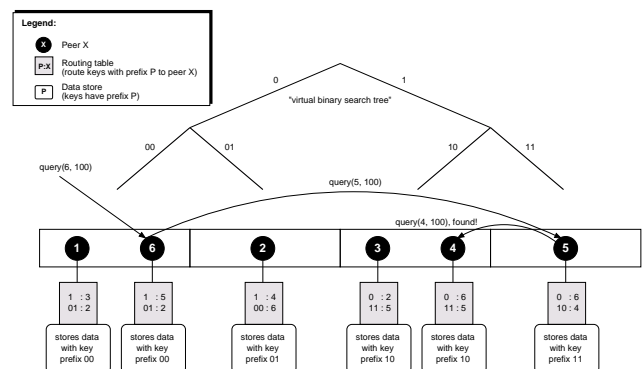 Legend:
X Peer X
P:X Routing table
(route keys with prefix P to peer X)
P Data store
(keys have prefix P)
0 1
"virtual binary search tree"
00 01 10 11
query(6, 100)
query(5, 100)
query(4, 100), found!
1 6 2 3 4 5
1 : 3
01 : 2
1 : 5
01 : 2
1 : 4
00 : 6
0 : 2
11 : 5
0 : 6
11 : 5
0 : 6
10 : 4
stores data
with key
prefix 00
stores data
with key
prefix 00
stores data
with key
prefix 01
stores data
with key
prefix 10
stores data
with key
prefix 10
stores data
with key
prefix 11